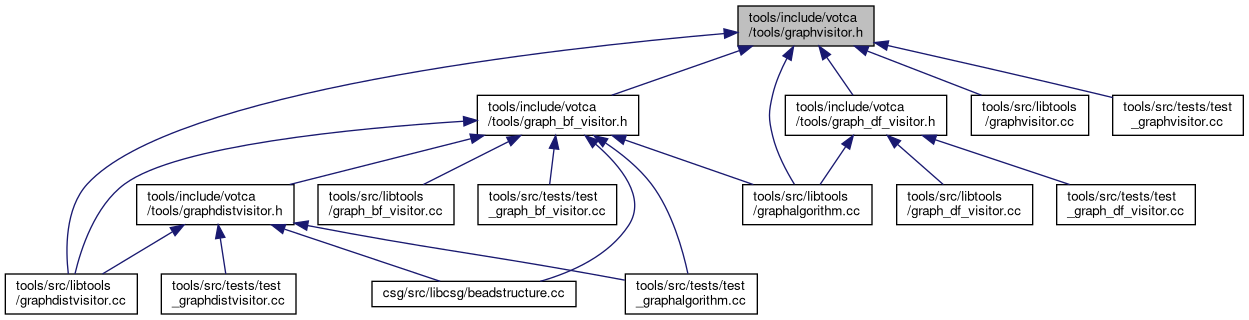 tools/include/votca
/tools/graphvisitor.h
tools/include/votca
/tools/graph_bf_visitor.h
tools/include/votca
/tools/graph_df_visitor.h
tools/src/libtools
/graphvisitor.cc
tools/src/tests/test
_graphvisitor.cc
tools/include/votca
/tools/graphdistvisitor.h
tools/src/libtools
/graph_bf_visitor.cc
tools/src/tests/test
_graph_bf_visitor.cc
tools/src/libtools
/graphalgorithm.cc
tools/src/libtools
/graph_df_visitor.cc
tools/src/tests/test
_graph_df_visitor.cc
tools/src/libtools
/graphdistvisitor.cc
tools/src/tests/test
_graphdistvisitor.cc
csg/src/libcsg/beadstructure.cc
tools/src/tests/test
_graphalgorithm.cc